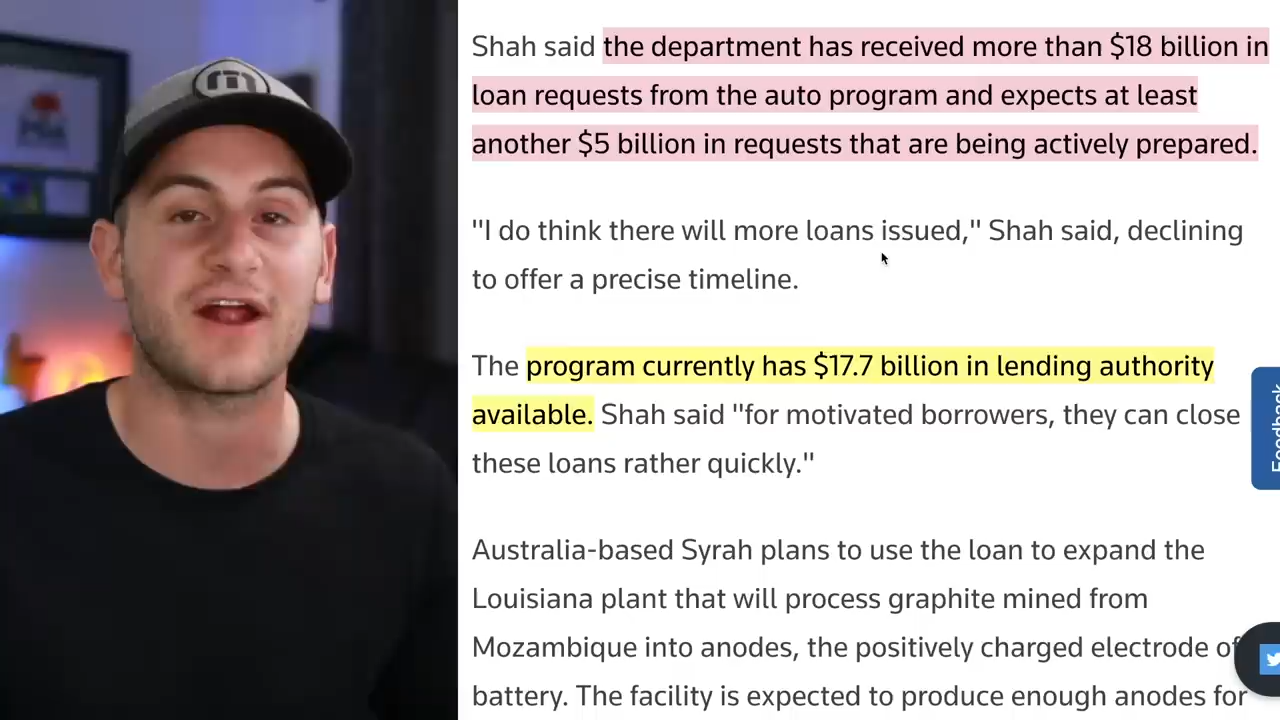 Shah said the department has received more than $18 billion in
loan requests from the auto program and expects at least
another $5 billion in requests that are being actively prepared.
"I do think there will more loans issued," Shah said, declining
to offer a precise timeline.
The program currently has $17.7 billion in lending authority
available. Shah said "for motivated borrowers, they can close
these loans rather quickly."
Australia-based Syrah plans to use the loan to expand the
Louisiana plant that will process graphite mined from
Mozambique into anodes, the positively charged electrode of
battery. The facility is expected to produce enough anodes for
Feedback